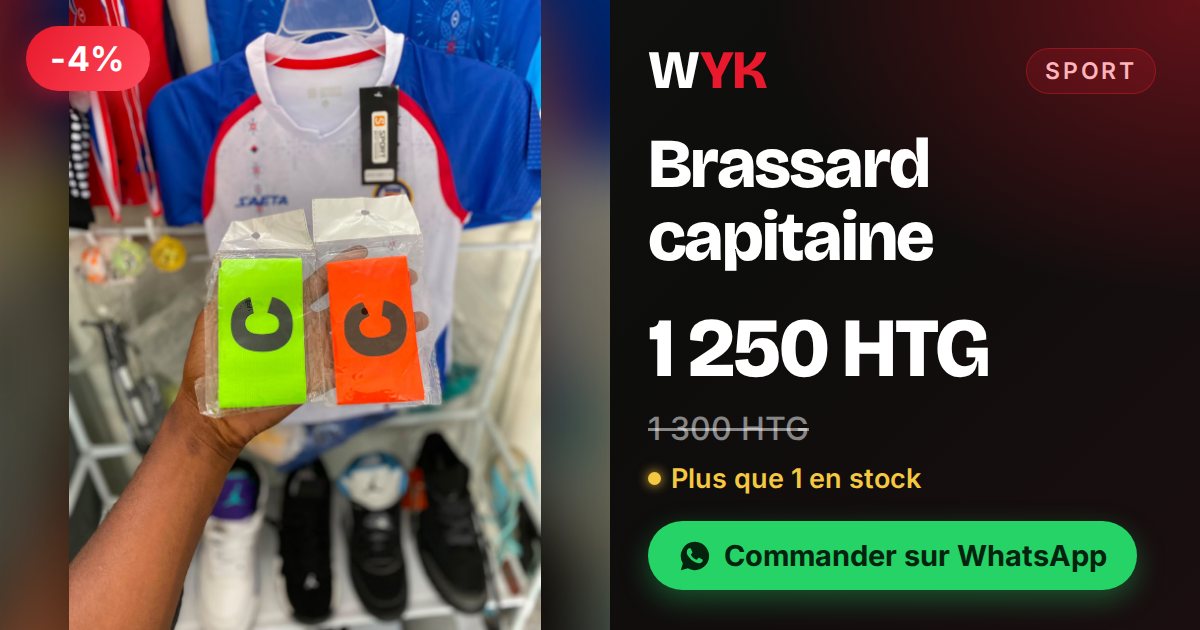 -4%
SAETA
SPORT
C
C
WYK
SPORT
Brassard
capitaine
1 250 HTG
1 300 HTG
Plus que 1 en stock
Commander sur WhatsApp